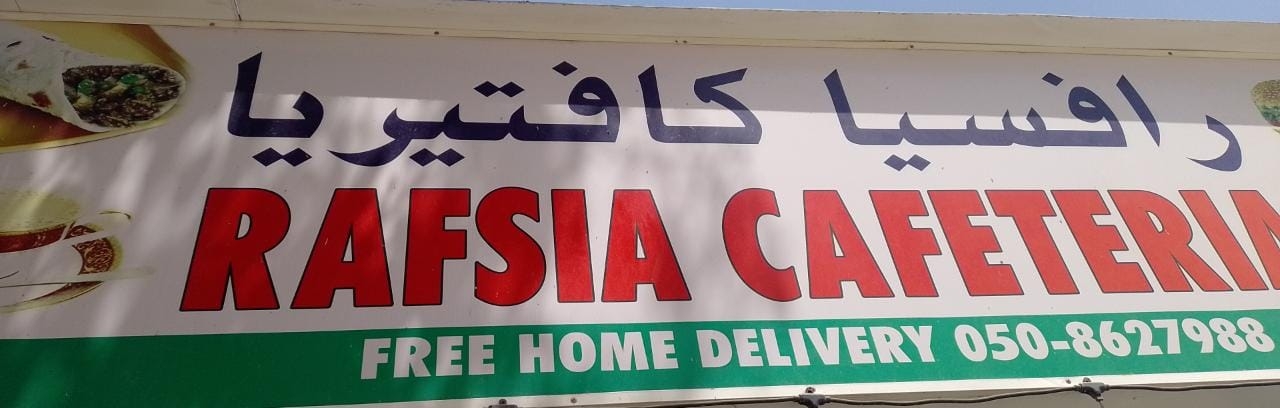 رافسيا كافتيريا
RAFSIA CAFETERIA
FREE HOME DELIVERY 050-8627988